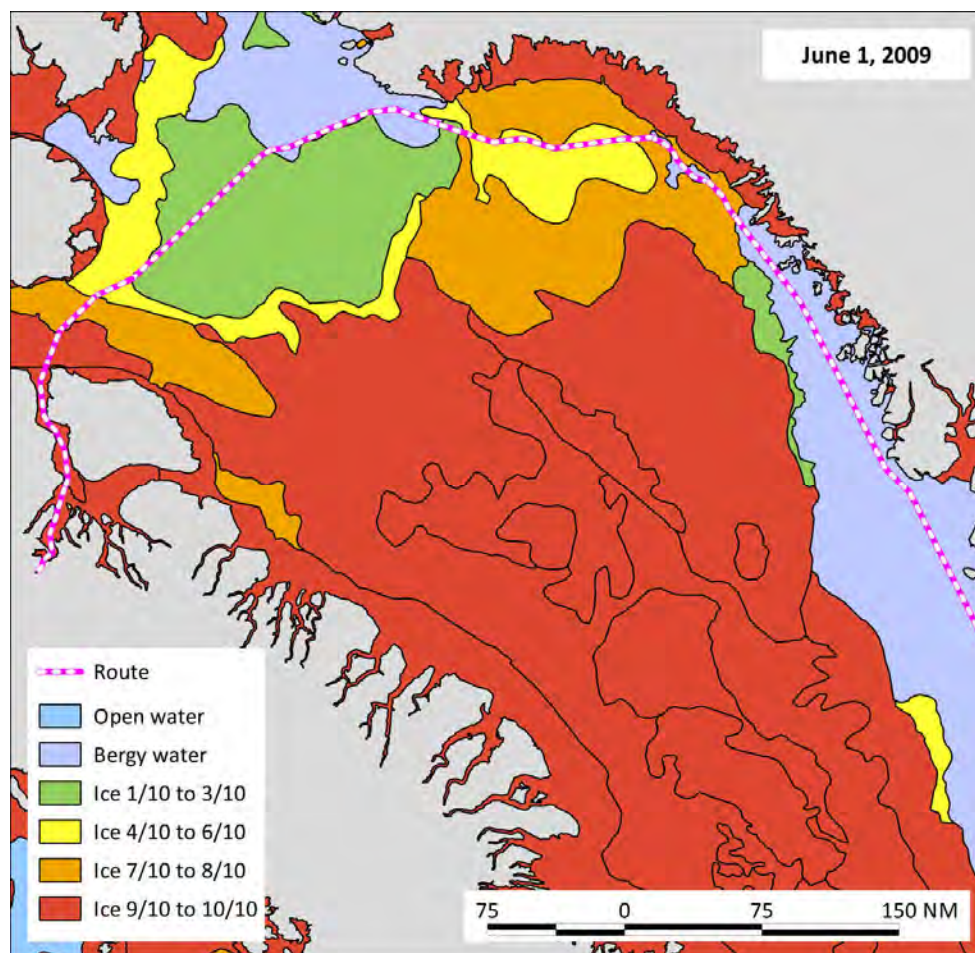 June 1, 2009
Route
Open water
Bergy water
Ice 1/10 to 3/10
Ice 4/10 to 6/10
Ice 7/10 to 8/10
Ice 9/10 to 10/10
75 0 75 150 NM